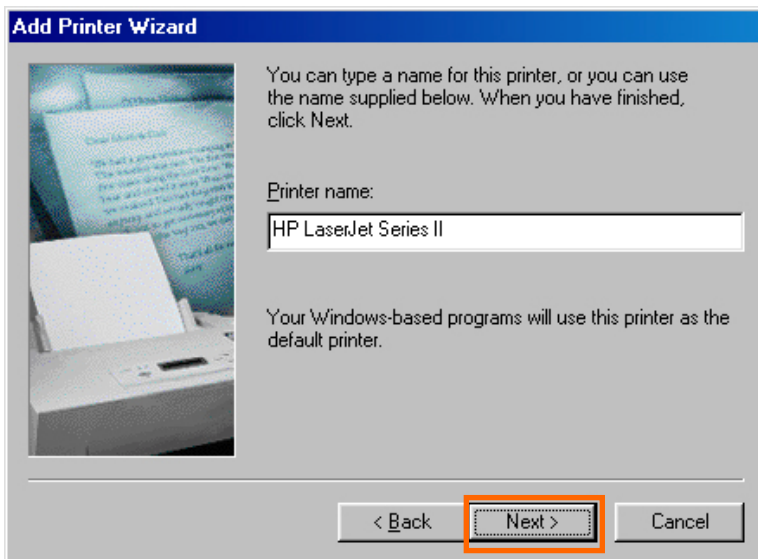 Add Printer Wizard
You can type a name for this printer, or you can use
the name supplied below. When you have finished,
click Next.
Printer name:
HP LaserJet Series II
Your Windows-based programs will use this printer as the
default printer.
< Back
Next >
Cancel